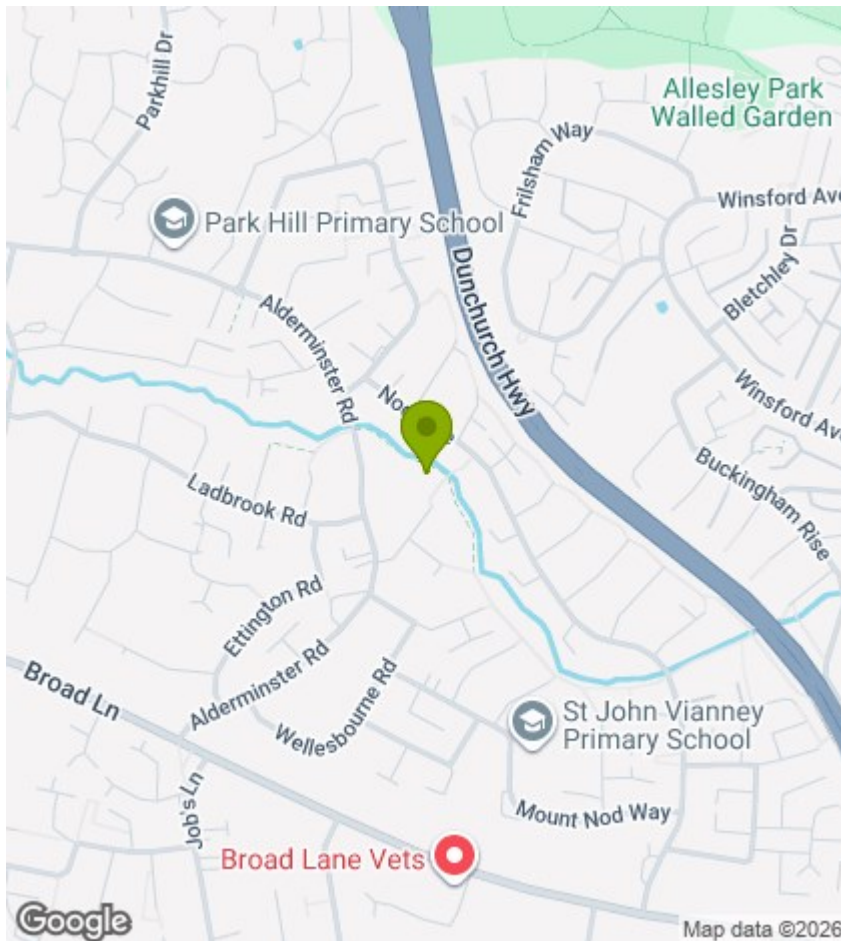 Parkhill Dr
Allesley Park
Walled Garden
Frilsham Way
Winsford Ave
Park Hill Primary School
Bletchley Dr
Dunchurch Hwy
Alderminster Rd
Winsford Ave
Buckingham Rise
Ladbrook Rd
Ettington Rd
Alderminster Rd
Broad Ln
Wellesbourne Rd
St John Vianney
Primary School
Job's Ln
Mount Nod Way
Broad Lane Vets
Google
Map data ©2026